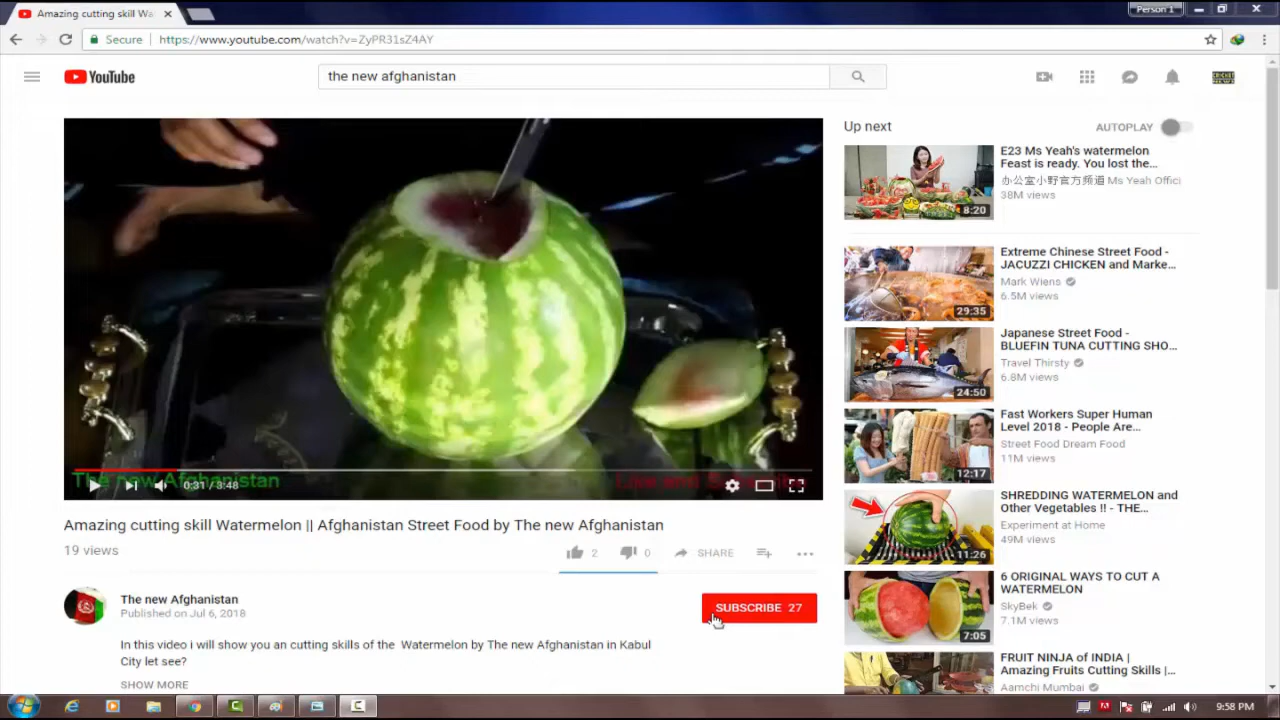 Amazing cutting skill Wa
Person 1
Secure
https://www.youtube.com/watch?v=ZyPR31sZ4AY
YouTube
the new afghanistan
Up next
AUTOPLAY
E23 Ms Yeah's watermelon
Feast is ready. You lost the...
办公室小野官方频道 Ms Yeah Offici
38M views
8:20
Extreme Chinese Street Food -
JACUZZI CHICKEN and Marke...
Mark Wiens
6.5M views
29:35
Japanese Street Food -
BLUEFIN TUNA CUTTING SHO...
Travel Thirsty
6.8M views
24:50
Fast Workers Super Human
Level 2018 - People Are...
Street Food Dream Food
11M views
12:17
SHREDDING WATERMELON and
Other Vegetables !! - THE...
Experiment at Home
49M views
11:26
6 ORIGINAL WAYS TO CUT A
WATERMELON
SkyBek
7.1M views
7:05
FRUIT NINJA of INDIA |
Amazing Fruits Cutting Skills |...
Aamchi Mumbai
The new Afghanistan
0:31 / 3:48
Amazing cutting skill Watermelon || Afghanistan Street Food by The new Afghanistan
19 views
2
0
SHARE
The new Afghanistan
Published on Jul 6, 2018
SUBSCRIBE 27
In this video i will show you an cutting skills of the Watermelon by The new Afghanistan in Kabul
City let see?
SHOW MORE
9:58 PM